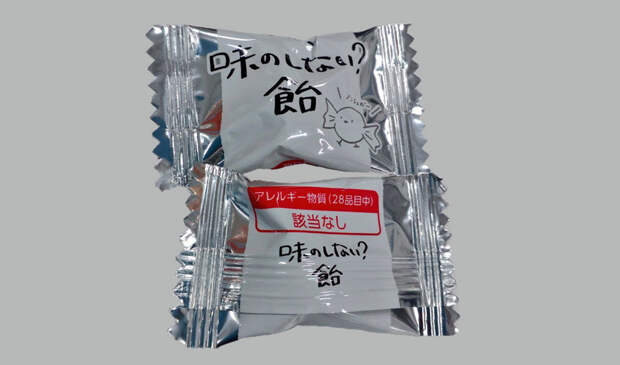 味のしない?
飴
アレルギー物質(28品目中)
該当なし
味のしない?
飴